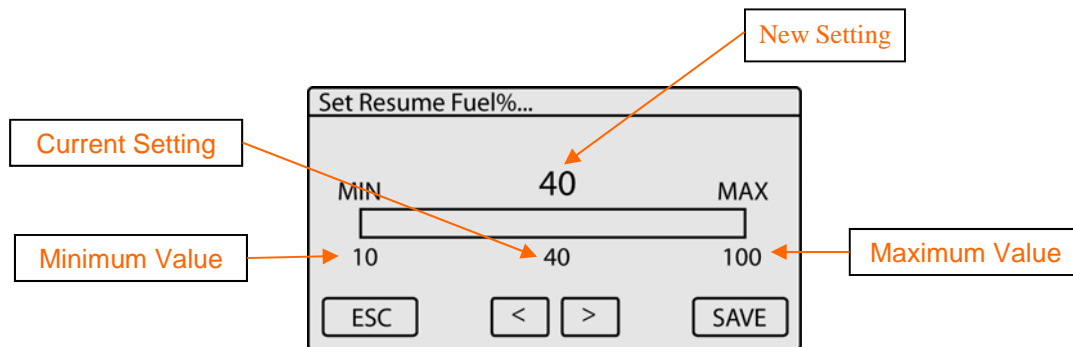 New Setting
Set Resume Fuel%...
Current Setting
40
MIN
MAX
Minimum Value
10
40
100
Maximum Value
ESC
<
>
SAVE